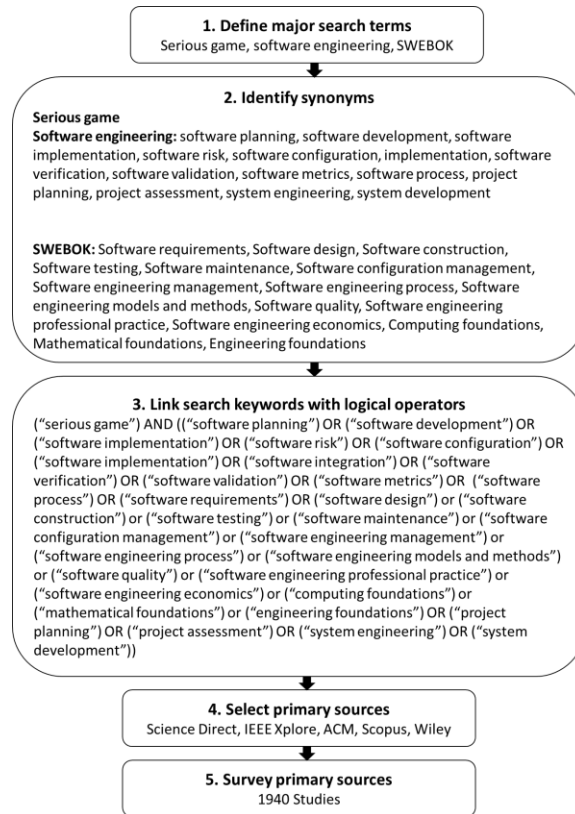 1. Define major search terms
Serious game, software engineering, SWEBOK
2. Identify synonyms
Serious game
Software engineering: software planning, software development, software
implementation, software risk, software configuration, implementation, software
verification, software validation, software metrics, software process, project
planning, project assessment, system engineering, system development
SWEBOK: Software requirements, Software design, Software construction,
Software testing, Software maintenance, Software configuration management,
Software engineering management, Software engineering process, Software
engineering models and methods, Software quality, Software engineering
professional practice, Software engineering economics, Computing foundations,
Mathematical foundations, Engineering foundations
3. Link search keywords with logical operators
(“serious game”) AND ((“software planning”) OR (“software development”) OR
(“software implementation”) OR (“software risk”) OR (“software configuration”) OR
(“software implementation”) OR (“software integration”) OR (“software
verification”) OR (“software validation”) OR (“software metrics”) OR (“software
process”) OR (“software requirements”) OR (“software design”) or (“software
construction”) or (“software testing”) or (“software maintenance”) or (“software
configuration management”) or (“software engineering management”) or
(“software engineering process”) or (“software engineering models and methods”)
or (“software quality”) or (“software engineering professional practice”) or
(“software engineering economics”) or (“computing foundations”) or
(“mathematical foundations”) or (“engineering foundations”) OR (“project
planning”) OR (“project assessment”) OR (“system engineering”) OR (“system
development”))
4. Select primary sources
Science Direct, IEEE Xplore, ACM, Scopus, Wiley
5. Survey primary sources
1940 Studies